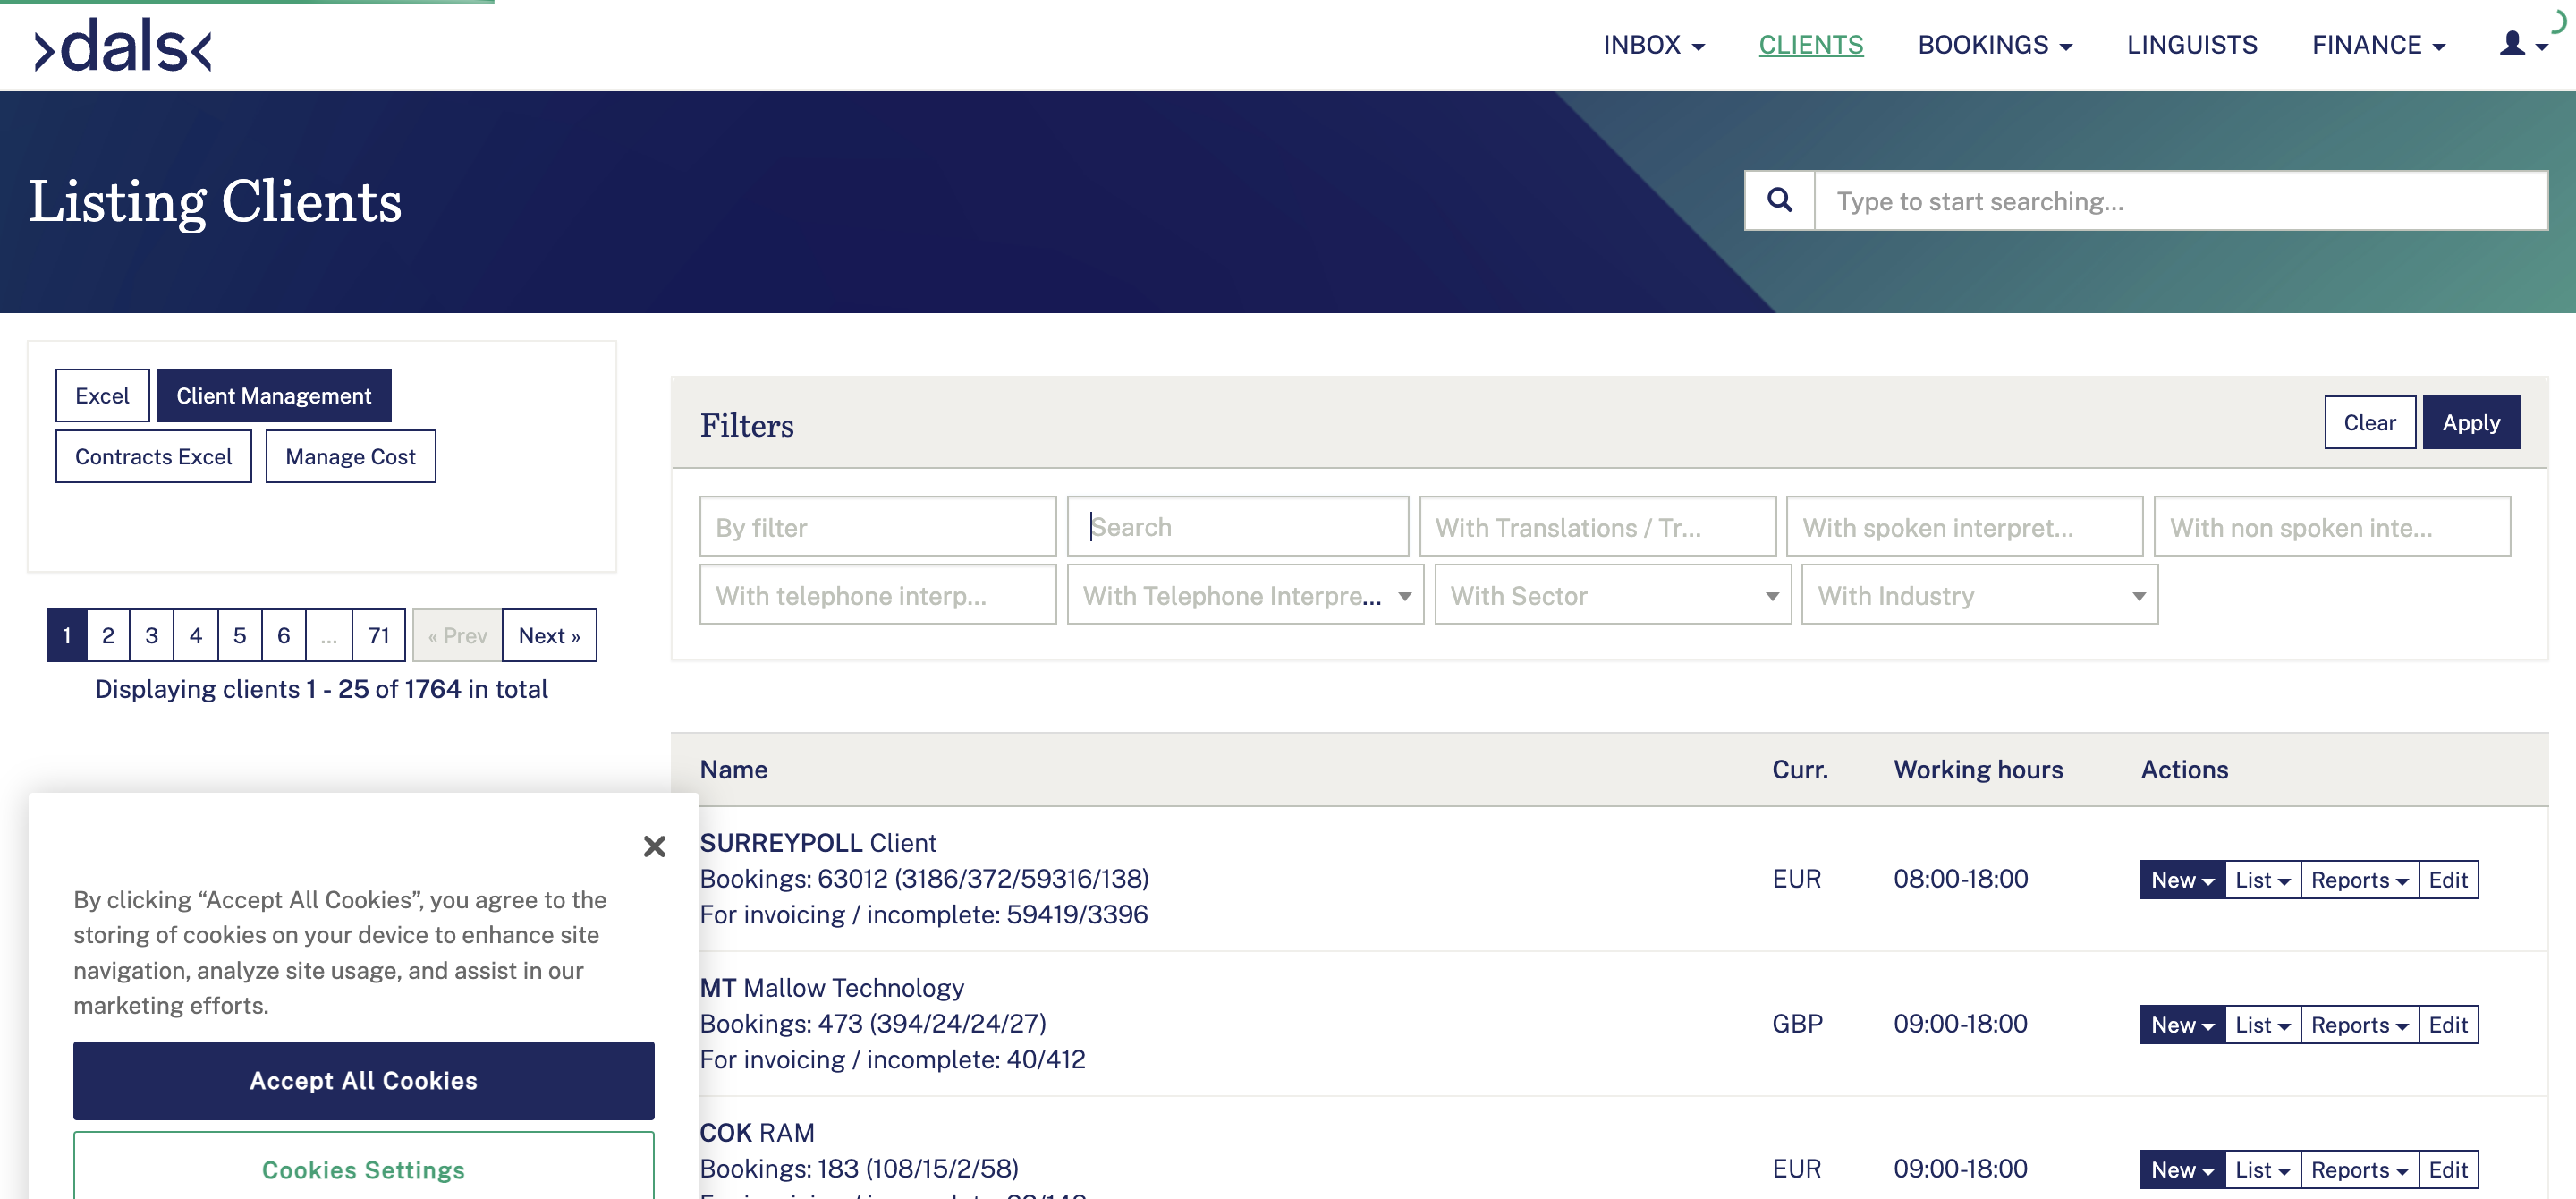 >dals<
INBOX
CLIENTS
BOOKINGS
LINGUISTS
FINANCE
Listing Clients
Type to start searching...
Excel
Client Management
Contracts Excel
Manage Cost
1 2 3 4 5 6 ... 71 « Prev Next »
Displaying clients 1 - 25 of 1764 in total
Filters
Clear
Apply
By filter
Search
With Translations / Tr...
With spoken interpret...
With non spoken inte...
With telephone interp...
With Telephone Interpre...
With Sector
With Industry
Name Curr. Working hours Actions
SURREYPOLL Client
Bookings: 63012 (3186/372/59316/138)
For invoicing / incomplete: 59419/3396
EUR
08:00-18:00
New List Reports Edit
MT Mallow Technology
Bookings: 473 (394/24/24/27)
For invoicing / incomplete: 40/412
GBP
09:00-18:00
New List Reports Edit
COK RAM
Bookings: 183 (108/15/2/58)
EUR
09:00-18:00
New List Reports Edit
By clicking “Accept All Cookies”, you agree to the
storing of cookies on your device to enhance site
navigation, analyze site usage, and assist in our
marketing efforts.
Accept All Cookies
Cookies Settings